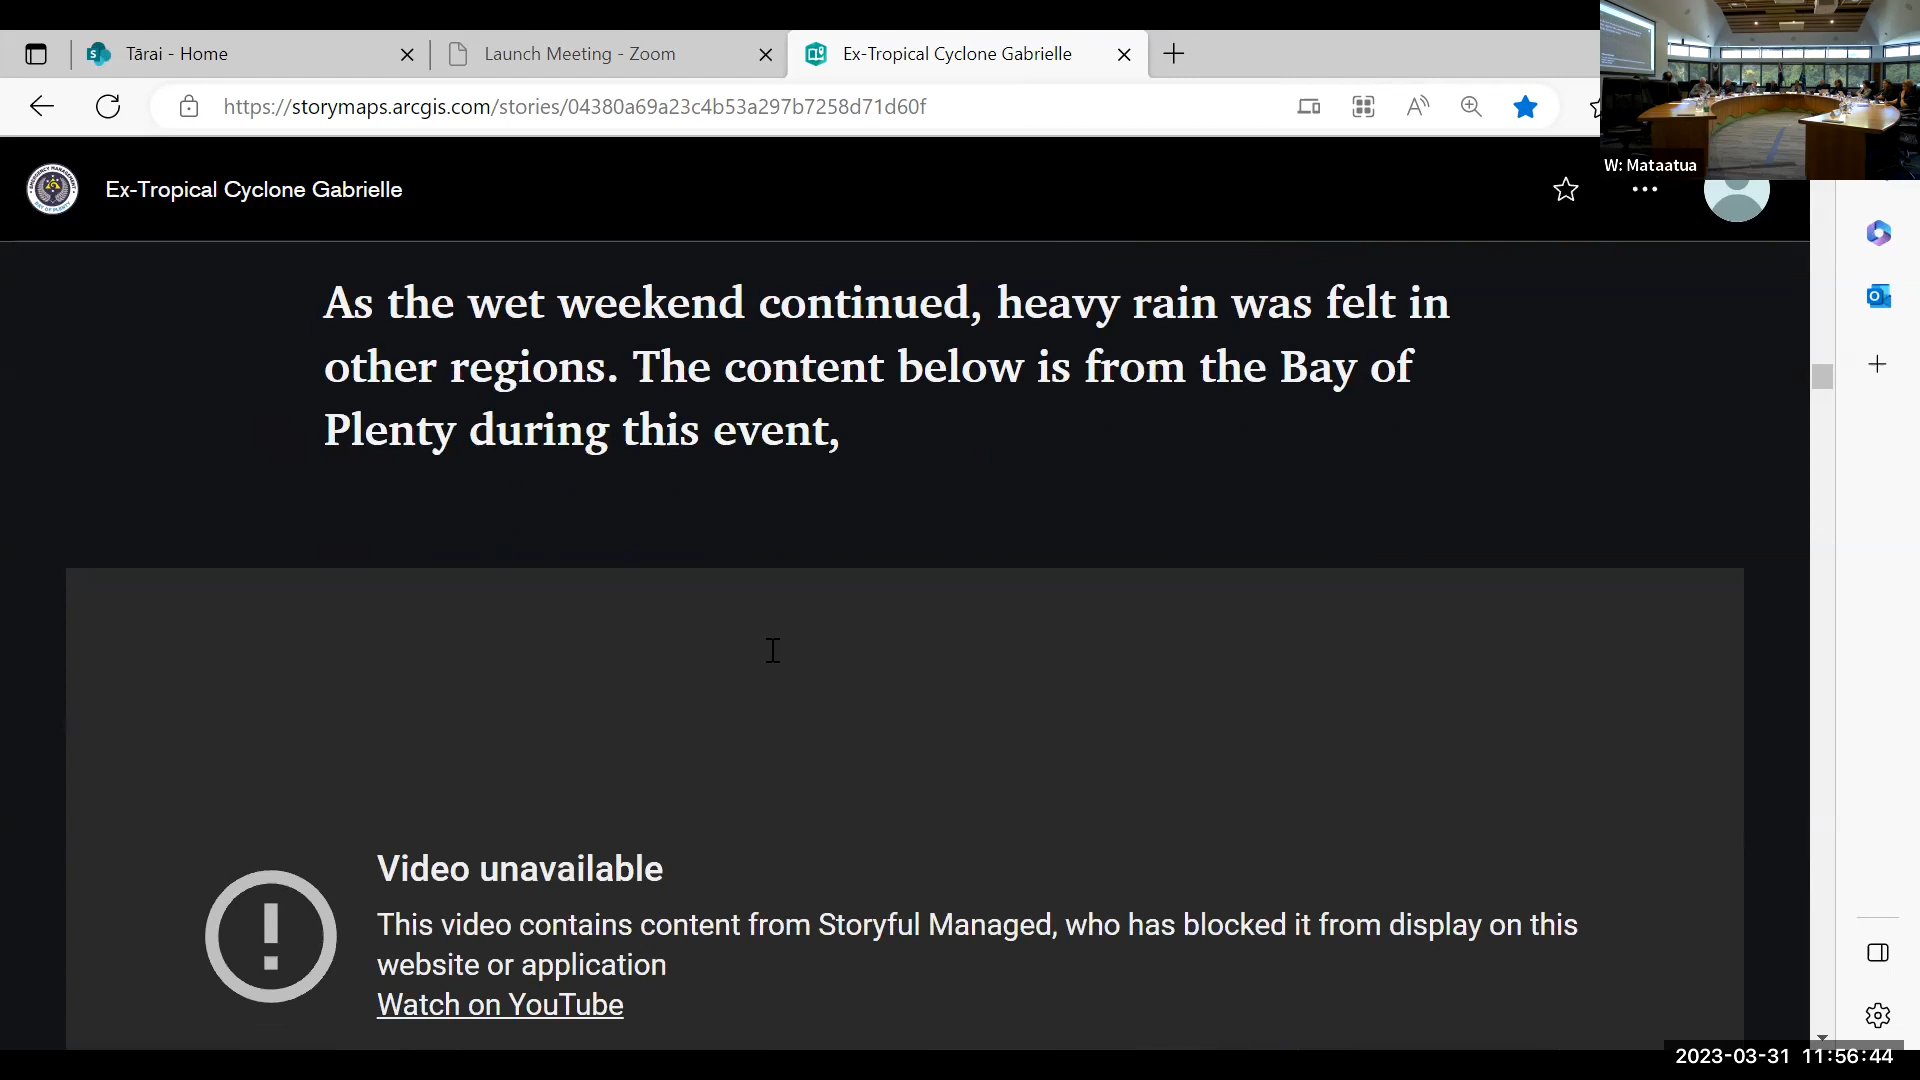 Tārai - Home
Launch Meeting - Zoom
Ex-Tropical Cyclone Gabrielle
https://storymaps.arcgis.com/stories/04380a69a23c4b53a297b7258d71d60f
W: Mataatua
Ex-Tropical Cyclone Gabrielle
As the wet weekend continued, heavy rain was felt in
other regions. The content below is from the Bay of
Plenty during this event,
Video unavailable
This video contains content from Storyful Managed, who has blocked it from display on this
website or application
Watch on YouTube
2023-03-31 11:56:44